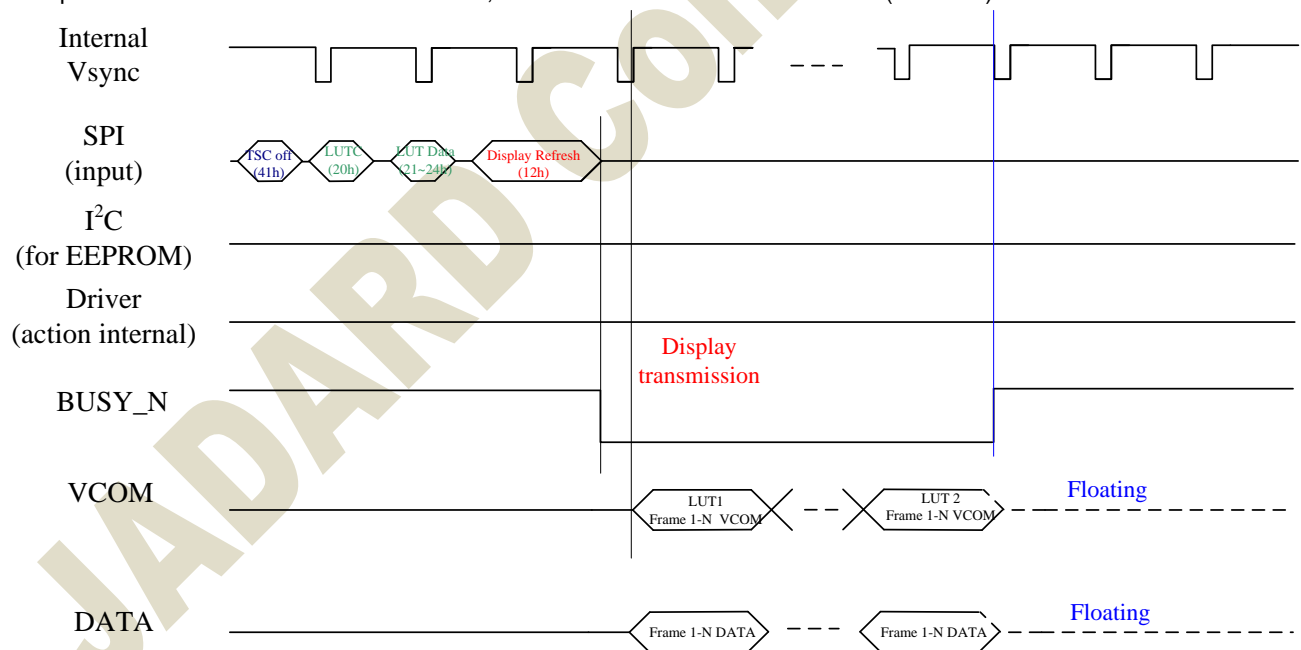 Internal
Vsync
SPI
(input)
TSC off
(41h)
LUTC
(20h)
LUT Data
(21~24h)
Display Refresh
(12h)
I²C
(for EEPROM)
Driver
(action internal)
Display
transmission
BUSY_N
VCOM
LUT1
Frame 1-N VCOM
LUT 2
Frame 1-N VCOM
Floating
DATA
Frame 1-N DATA
Frame 1-N DATA
Floating
JADARD